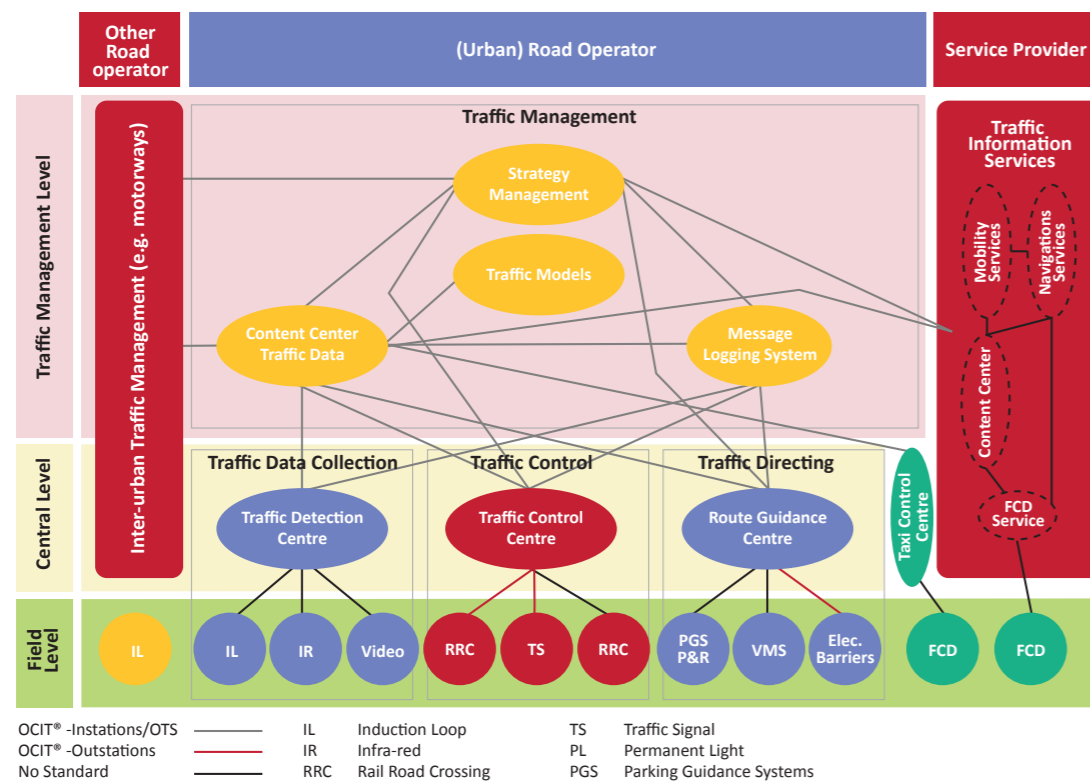 Other
Road
operator
(Urban) Road Operator
Service Provider
Traffic Management Level
Inter-urban Traffic Management (e.g. motorways)
Traffic Management
Strategy
Management
Traffic Models
Content Center
Traffic Data
Message
Logging System
Traffic
Information
Services
Mobility
Services
Navigations
Services
Content Center
FCD
Service
Central Level
Traffic Data Collection
Traffic Control
Traffic Directing
Traffic Detection
Centre
Traffic Control
Centre
Route Guidance
Centre
Taxi Control
Centre
Field
Level
IL
IL
IR
Video
RRC
TS
RRC
PGS
P&R
VMS
Elec.
Barriers
FCD
FCD
OCIT® -Instations/OTS
IL Induction Loop
TS Traffic Signal
OCIT® -Outstations
IR Infra-red
PL Permanent Light
No Standard
RRC Rail Road Crossing
PGS Parking Guidance Systems